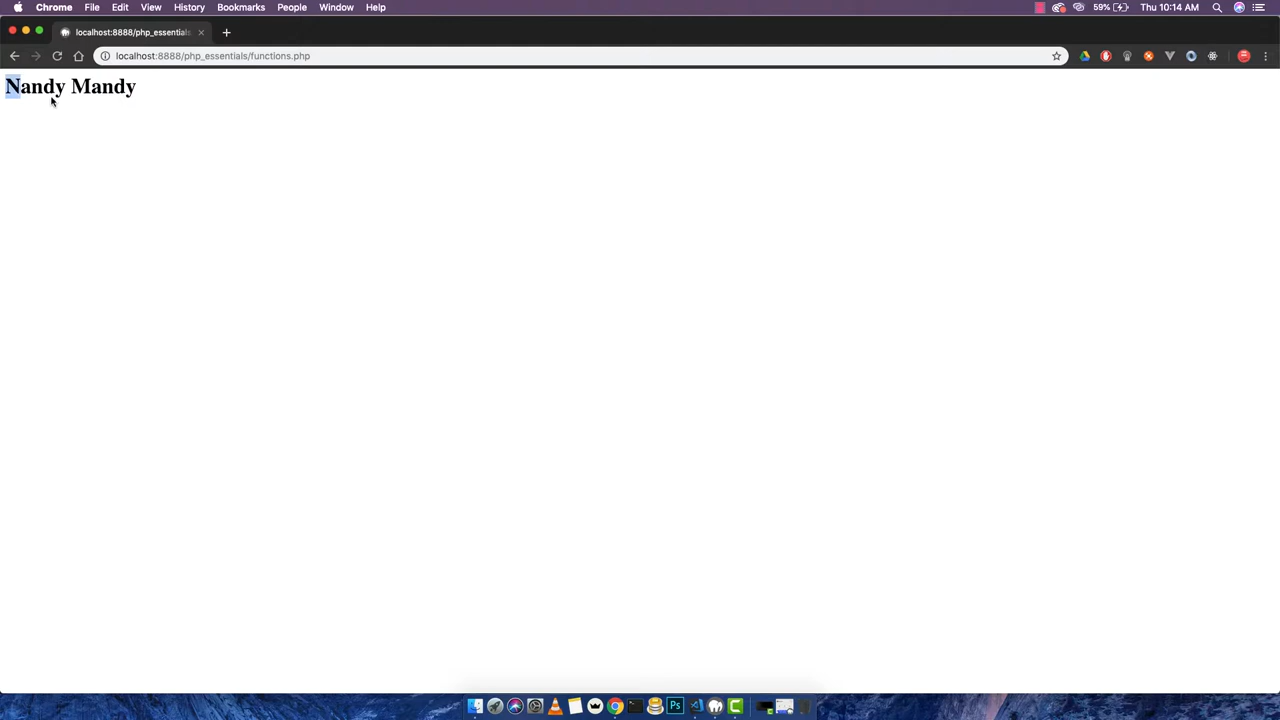 Chrome File Edit View History Bookmarks People Window Help 59% Thu 10:14 AM
localhost:8888/php_essentials
localhost:8888/php_essentials/functions.php
Nandy Mandy
Ps